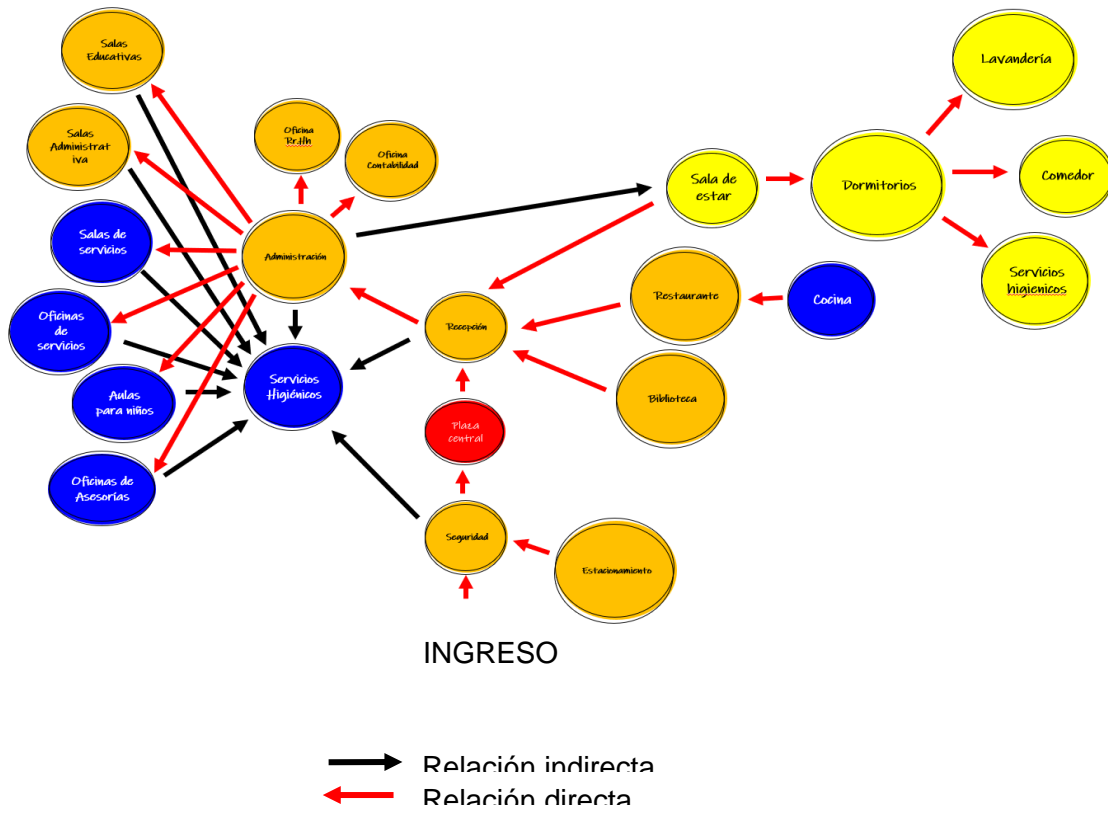 Salas
Educativas
Salas
Administrat
iva
Oficina
Rr.Hh
Oficina
Contabilidad
Lavandería
Salas de
servicios
Administración
Sala de
estar
Dormitorios
Comedor
Servicios
higienicos
Oficinas
de
servicios
Recepción
Restaurante
Cocina
Aulas
para niños
Servicios
Higiénicos
Biblioteca
Plaza
central
Oficinas de
Asesorías
Seguridad
Estacionamiento
INGRESO
Relación indirecta
Relación directa